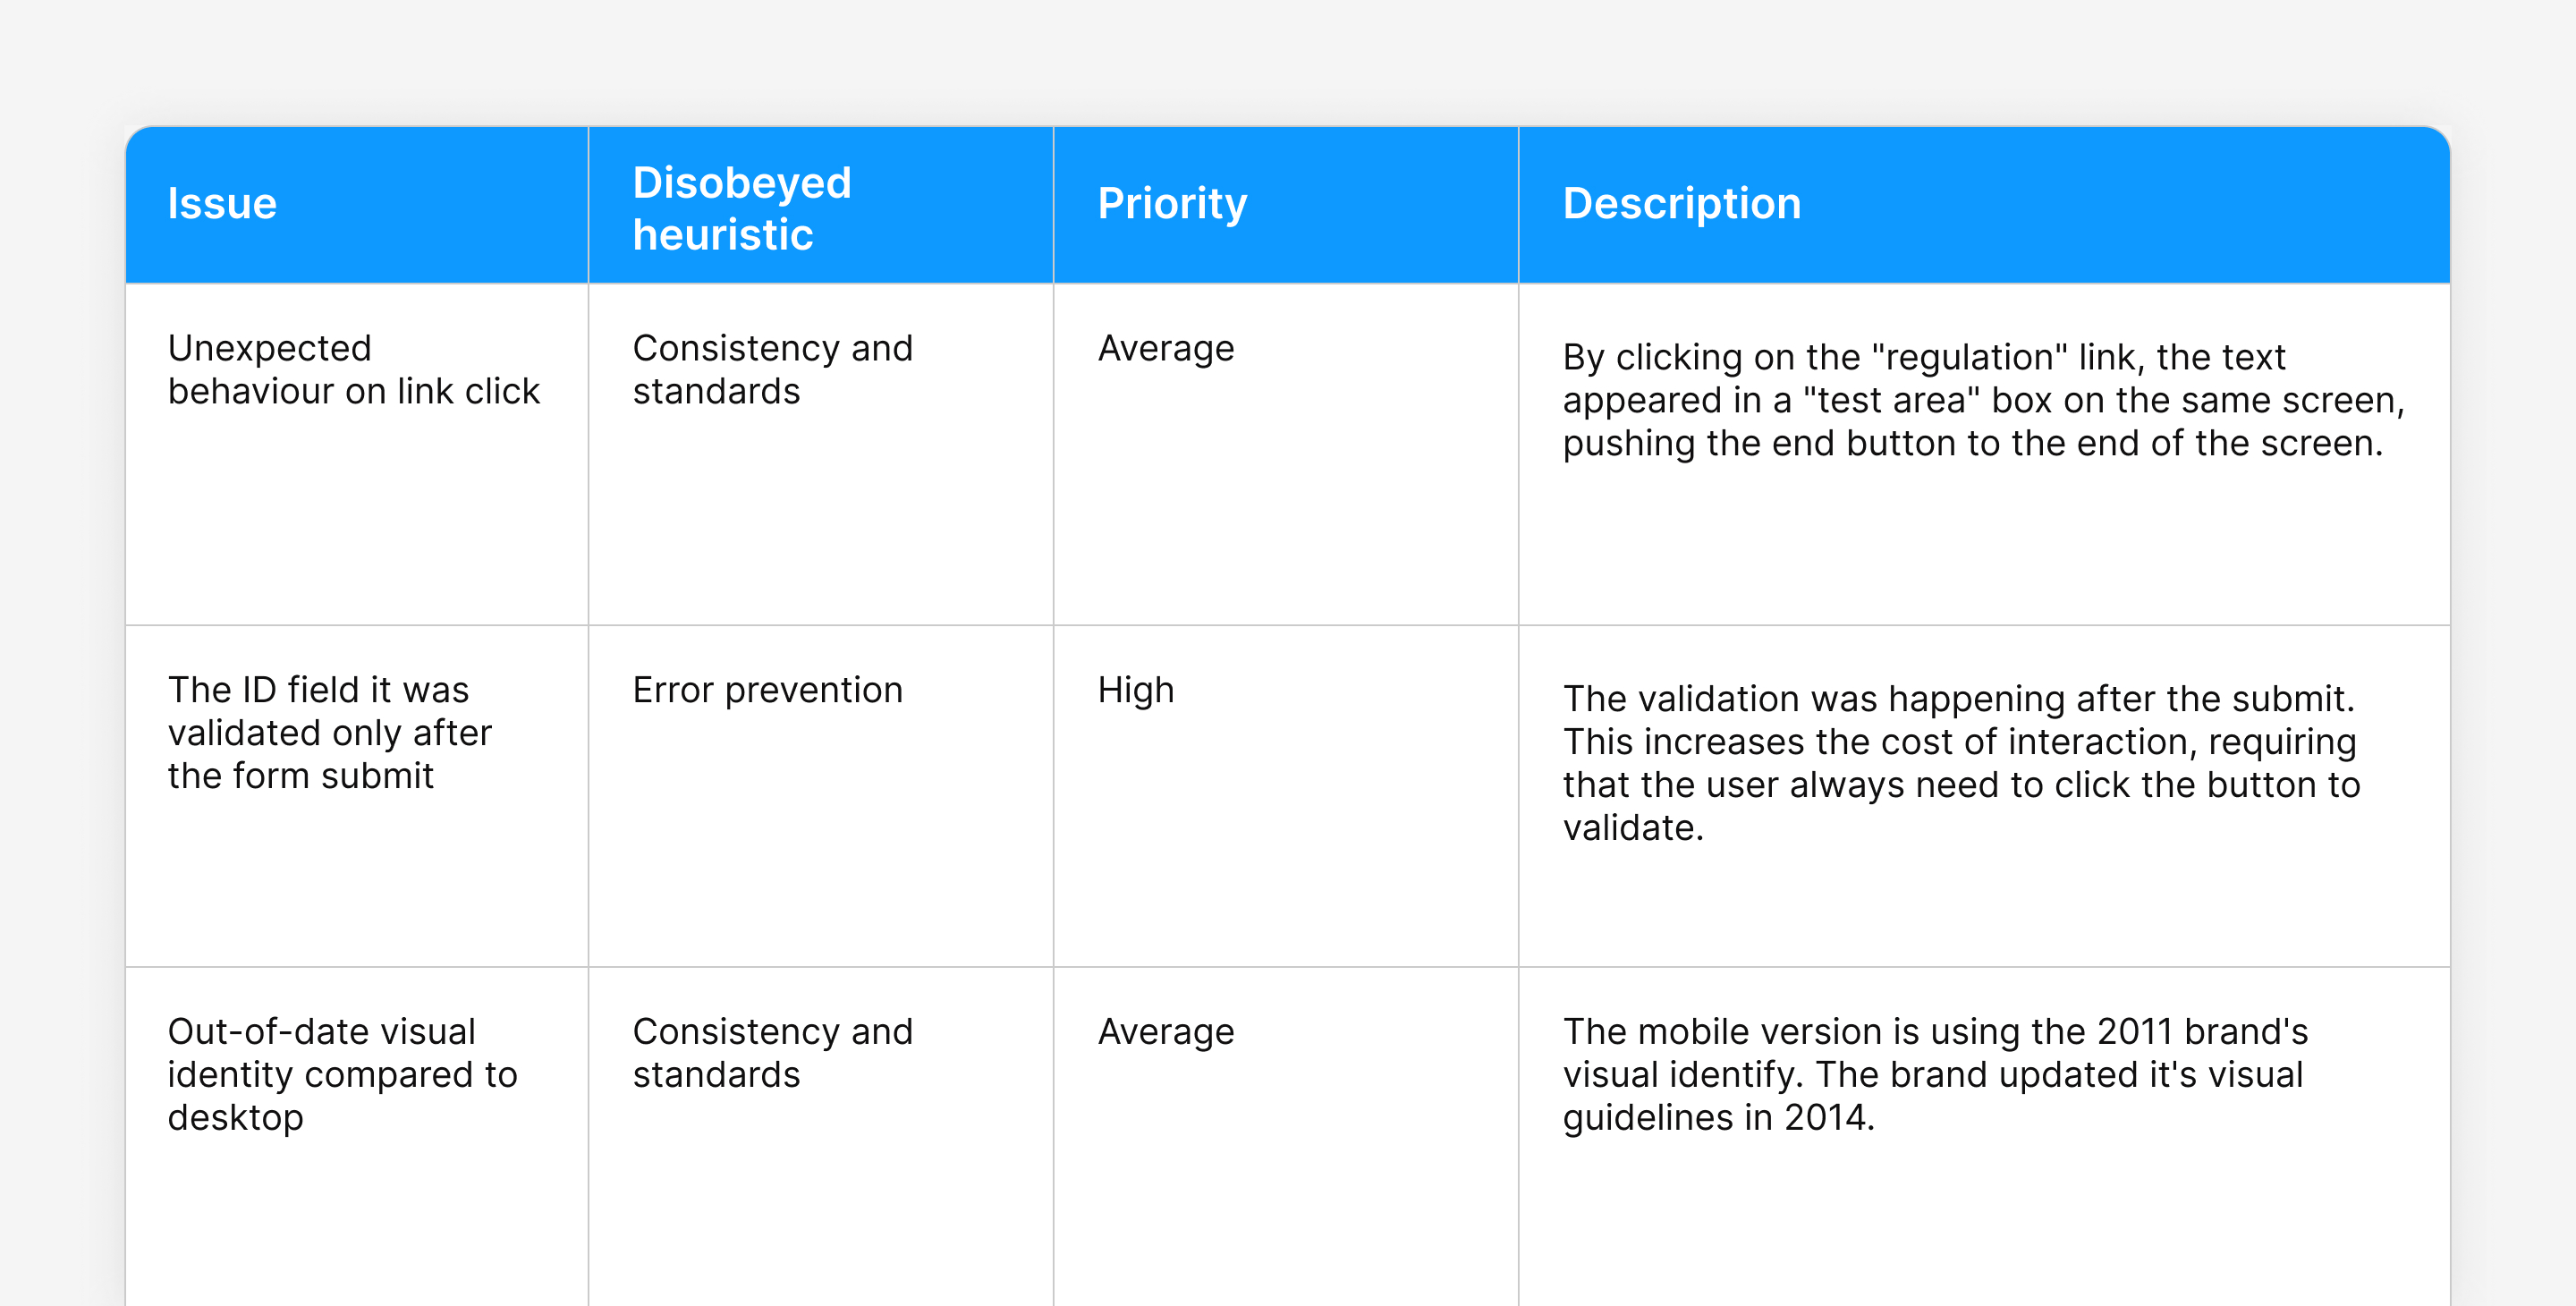 Issue
Disobeyed
heuristic
Priority
Description
Unexpected
behaviour on link click
Consistency and
standards
Average
By clicking on the "regulation" link, the text
appeared in a "test area" box on the same screen,
pushing the end button to the end of the screen.
The ID field it was
validated only after
the form submit
Error prevention
High
The validation was happening after the submit.
This increases the cost of interaction, requiring
that the user always need to click the button to
validate.
Out-of-date visual
identity compared to
desktop
Consistency and
standards
Average
The mobile version is using the 2011 brand's
visual identify. The brand updated it's visual
guidelines in 2014.